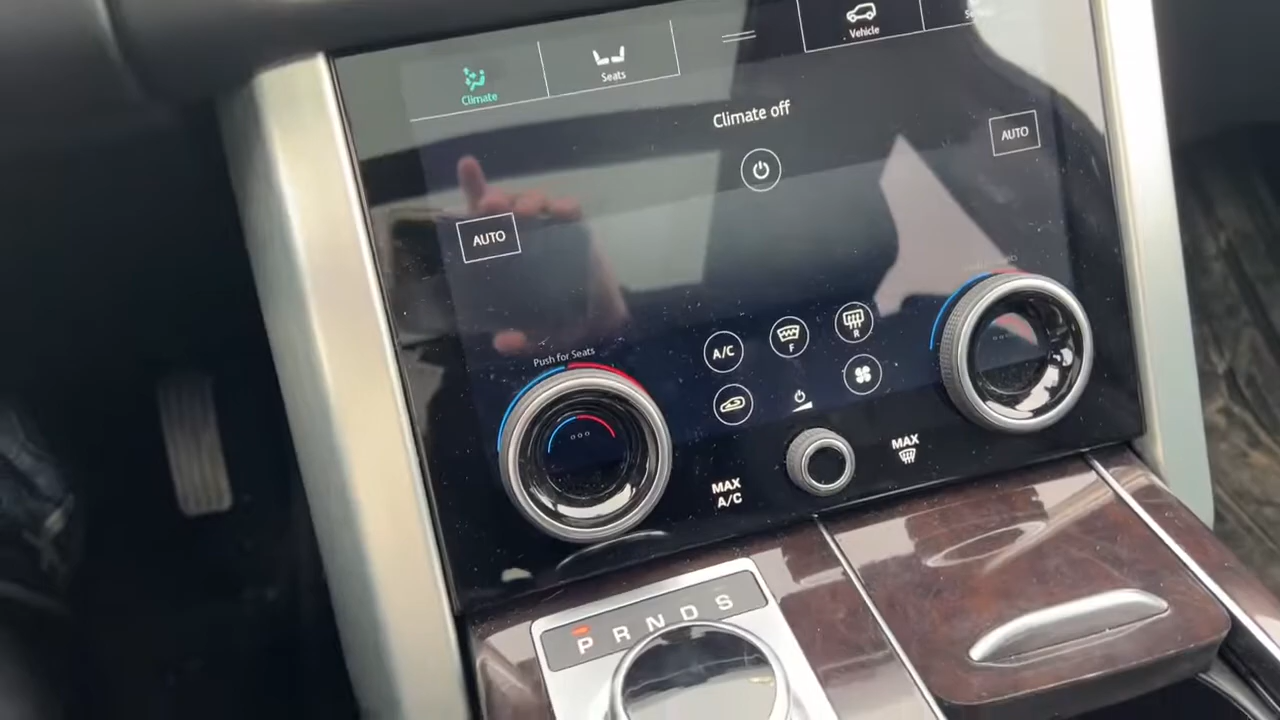 Climate
Seats
Vehicle
Climate off
AUTO
AUTO
Push for Seats
A/C
F
R
MAX
A/C
MAX
P R N D S